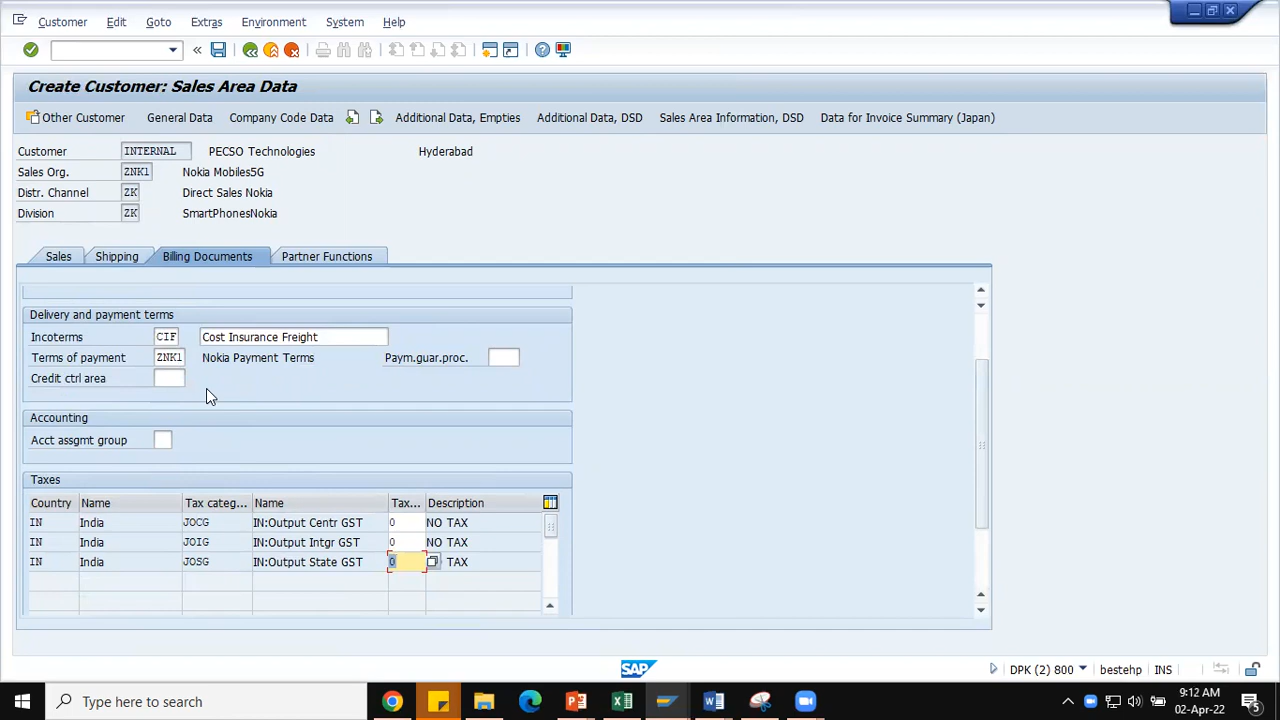 Customer Edit Goto Extras Environment System Help
Create Customer: Sales Area Data
Other Customer General Data Company Code Data Additional Data, Empties Additional Data, DSD Sales Area Information, DSD Data for Invoice Summary (Japan)
Customer INTERNAL PECSO Technologies Hyderabad
Sales Org. ZNK1 Nokia Mobiles5G
Distr. Channel ZK Direct Sales Nokia
Division ZK SmartPhonesNokia
Sales Shipping Billing Documents Partner Functions
Delivery and payment terms
Incoterms CIF Cost Insurance Freight
Terms of payment ZNK1 Nokia Payment Terms Paym.guar.proc.
Credit ctrl area
Accounting
Acct assgmt group
Taxes
Country Name Tax categ... Name Tax... Description
IN India JOCG IN:Output Centr GST 0 NO TAX
IN India JOIG IN:Output Intgr GST 0 NO TAX
IN India JOSG IN:Output State GST 0 TAX
SAP DPK (2) 800 bestehp INS
Type here to search
9:12 AM
02-Apr-22
5